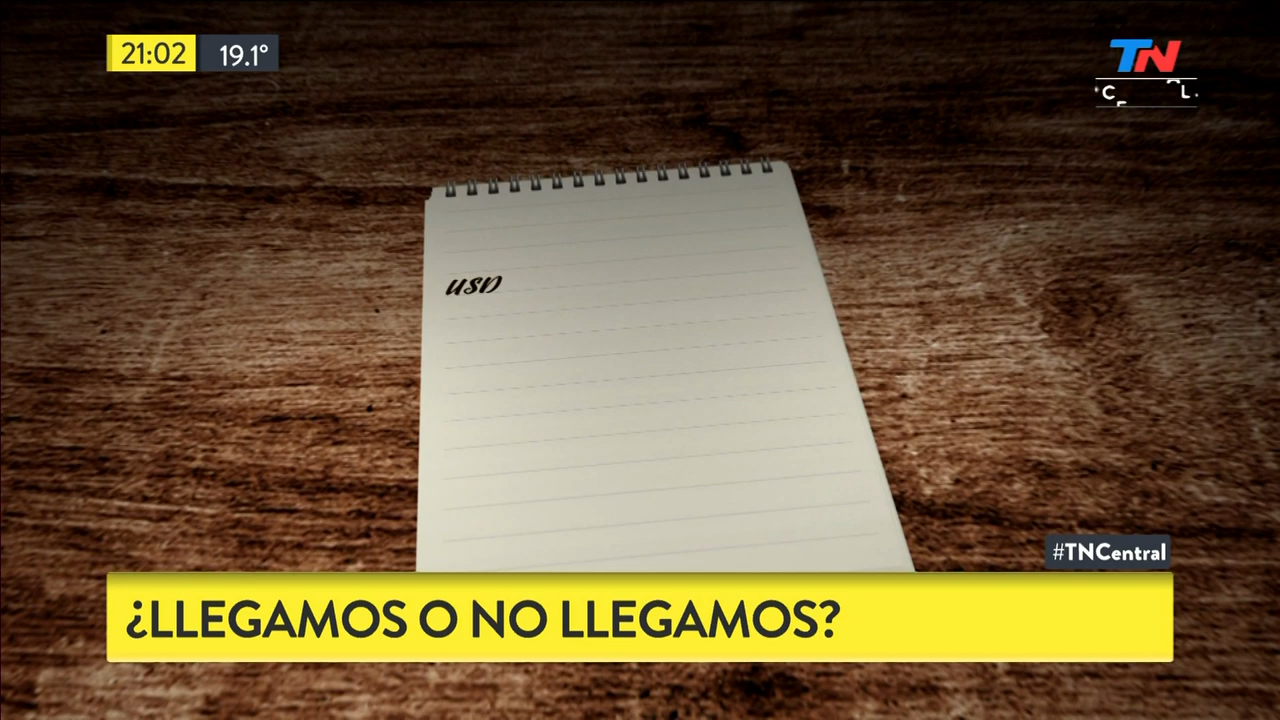 21:02 19.1°
TN
USD
#TNCentral
¿LLEGAMOS O NO LLEGAMOS?